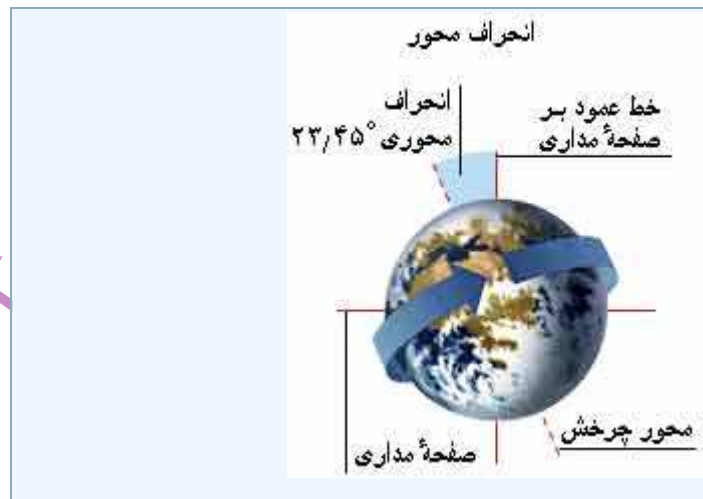 انحراف محور
خط عمود بر
صفحهٔ مداری
انحراف
محوری ۲۳٫۴۵°
محور چرخش
صفحهٔ مداری